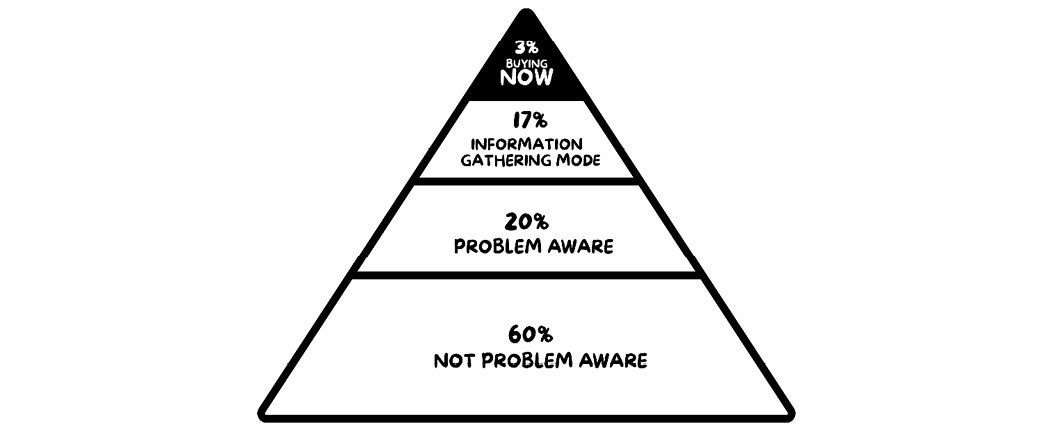 3%
BUYING
NOW
17%
INFORMATION
GATHERING MODE
20%
PROBLEM AWARE
60%
NOT PROBLEM AWARE